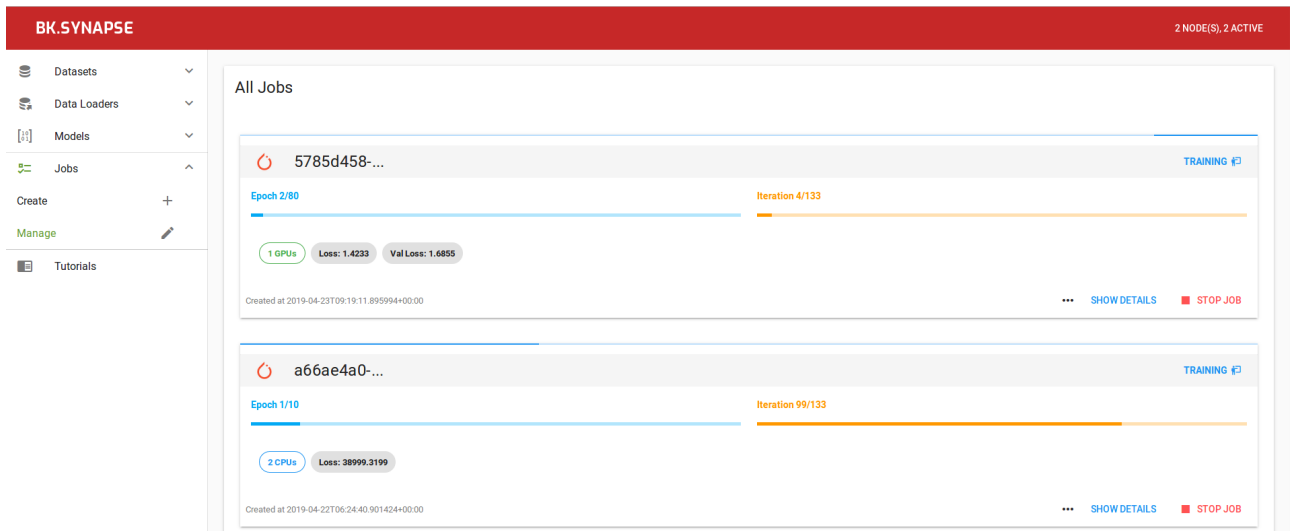 BK.SYNAPSE
2 NODE(S), 2 ACTIVE
Datasets
Data Loaders
Models
Jobs
Create
Manage
Tutorials
All Jobs
5785d458-...
TRAINING
Epoch 2/80
Iteration 4/133
1 GPUs Loss: 1.4233 Val Loss: 1.6855
Created at 2019-04-23T09:19:11.895994+00:00
SHOW DETAILS STOP JOB
a66ae4a0-...
TRAINING
Epoch 1/10
Iteration 99/133
2 CPUs Loss: 38999.3199
Created at 2019-04-22T06:24:40.901424+00:00
SHOW DETAILS STOP JOB